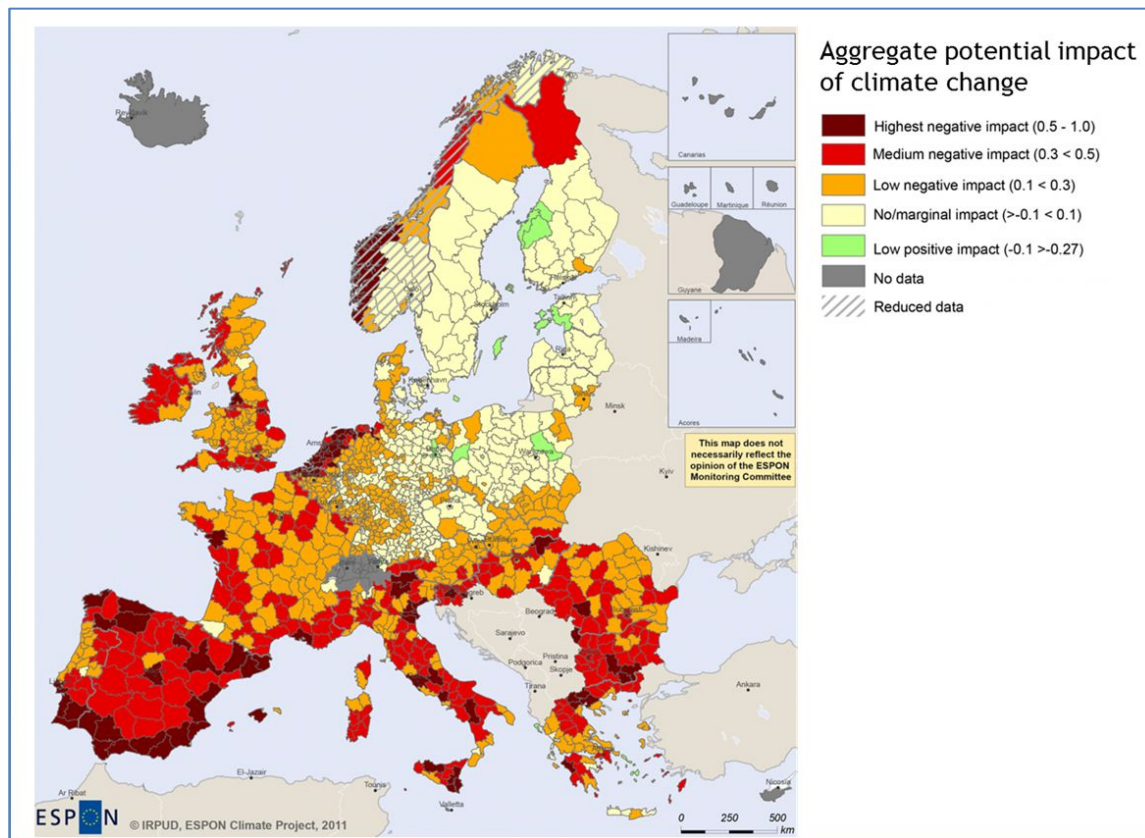 Aggregate potential impact
of climate change
Highest negative impact (0.5 - 1.0)
Medium negative impact (0.3 < 0.5)
Low negative impact (0.1 < 0.3)
No/marginal impact (>-0.1 < 0.1)
Low positive impact (-0.1 >-0.27)
No data
Reduced data
Canarias
Guadeloupe
Martinique
Réunion
Guyane
Madeira
Acores
This map does not
necessarily reflect the
opinion of the ESPON
Monitoring Committee
Tallinn
Riga
Minsk
Kyiv
Kishinev
Beograd
Sarajevo
Pristina
Podgorica
Skopje
Tirana
Ankara
El-Jazair
Ar Ribat
Valletta
Nicosia
ESPON
© IRPUD, ESPON Climate Project, 2011
0 250 500
km